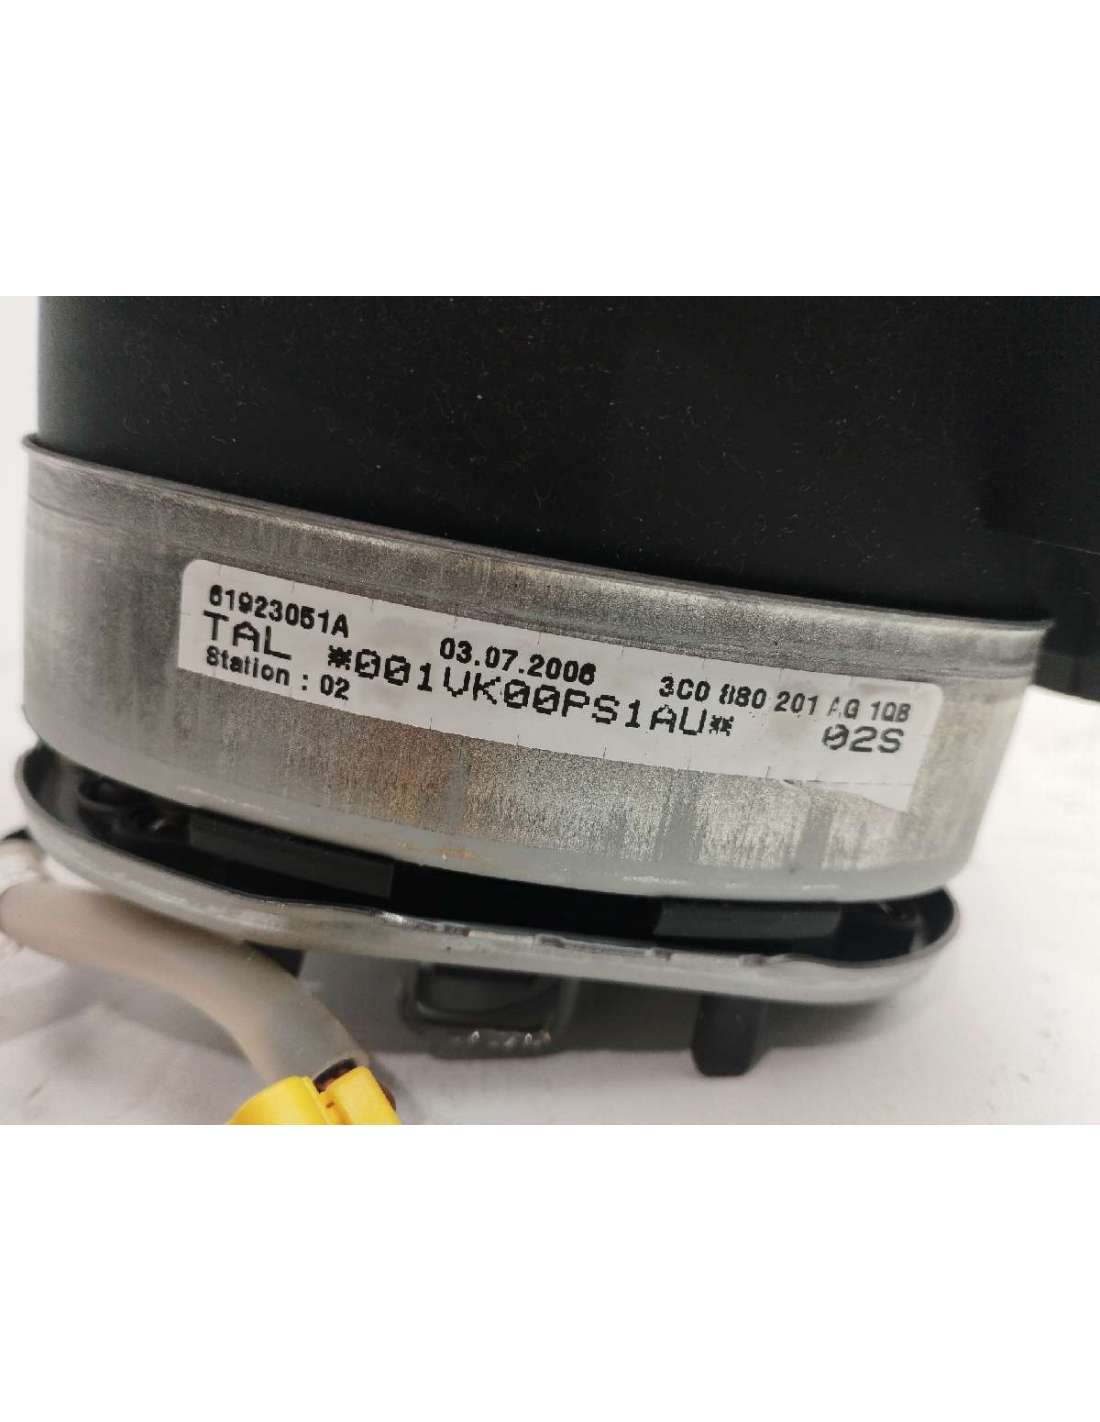 61923051A 03.07.2006 3C0 880 201 AG 1QB
TAL *001VK00PS1AU* 02S
Station : 02